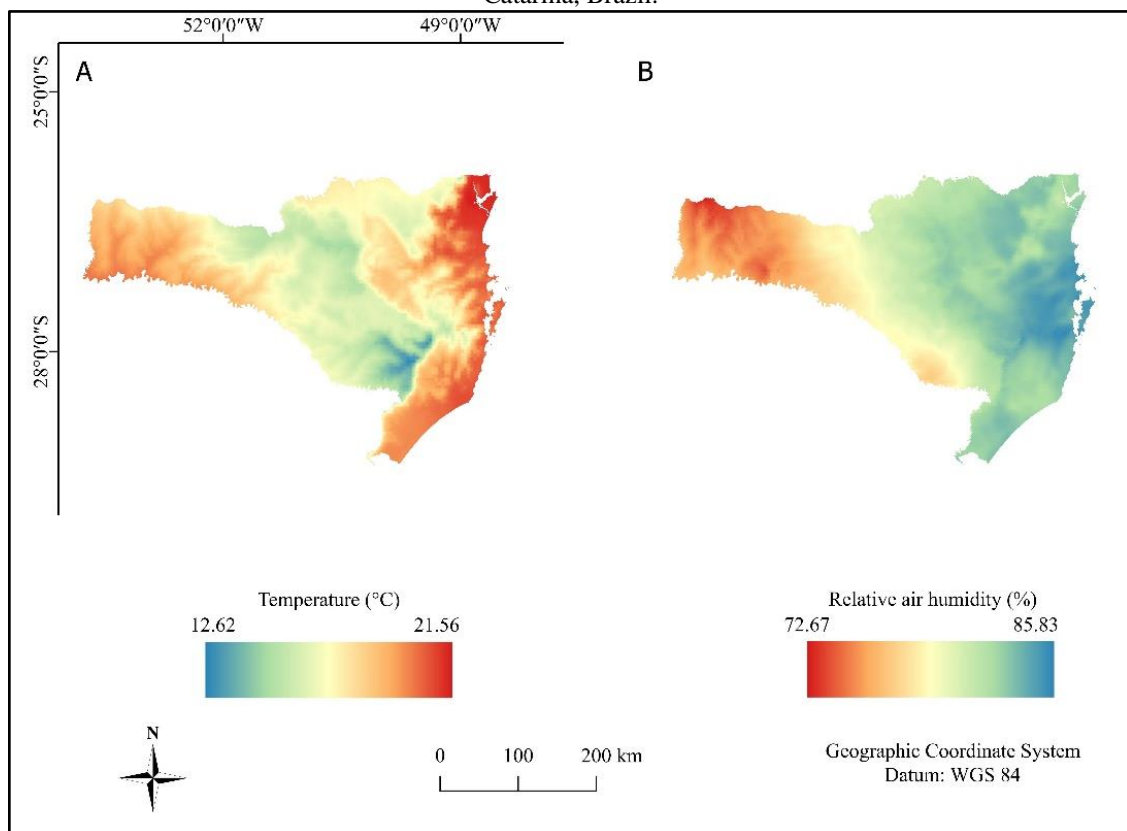 Catarina, Brazil.
52°0'0"W 49°0'0"W
A B
25°0'0"S
28°0'0"S
Temperature (°C) Relative air humidity (%)
12.62 21.56 72.67 85.83
N
0 100 200 km
Geographic Coordinate System
Datum: WGS 84